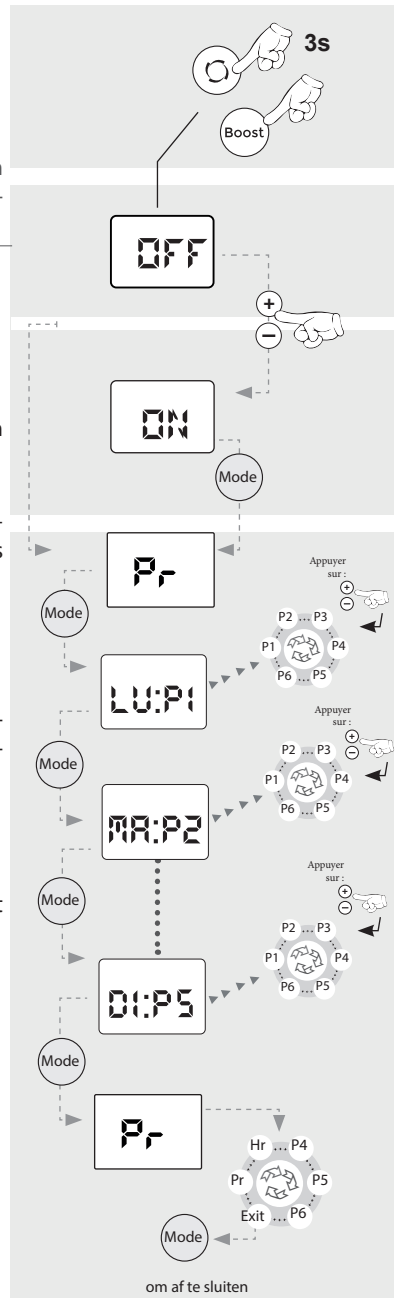 3s
Boost
OFF
+
−
ON
Mode
Pr
Mode
Appuyer
sur :
+
−
P2 ... P3
P1 P4
P6 ... P5
LU:P1
Mode
Appuyer
sur :
+
−
P2 ... P3
P1 P4
P6 ... P5
MA:P2
Mode
Appuyer
sur :
+
−
P2 ... P3
P1 P4
P6 ... P5
DI:P5
Mode
Pr
Hr ... P4
Pr P5
Exit ... P6
Mode
om af te sluiten